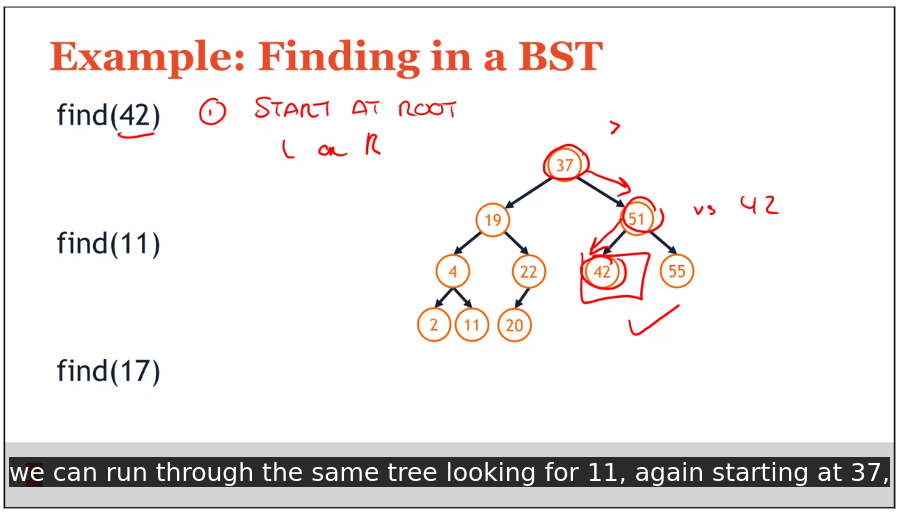 Example: Finding in a BST
find(42) ① START AT ROOT
L OR R
>
37
19 51 vs 42
find(11)
4 22 42 55
2 11 20
find(17)
we can run through the same tree looking for 11, again starting at 37,